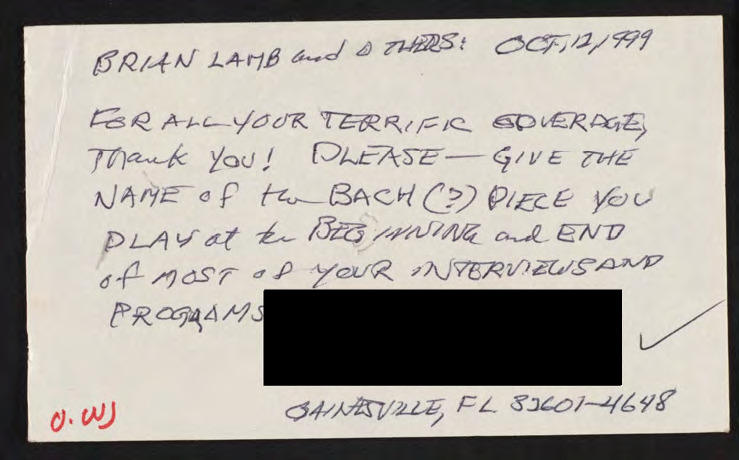 BRIAN LAMB and OTHERS: OCT, 12, 1999
FOR ALL YOUR TERRIFIC COVERAGE,
Thank YOU! PLEASE — GIVE THE
NAME of the BACH (?) PIECE YOU
PLAY at the BEGINNING and END
of MOST of YOUR INTERVIEWS AND
PROGRAMS
GAINESVILLE, FL 32601-4648